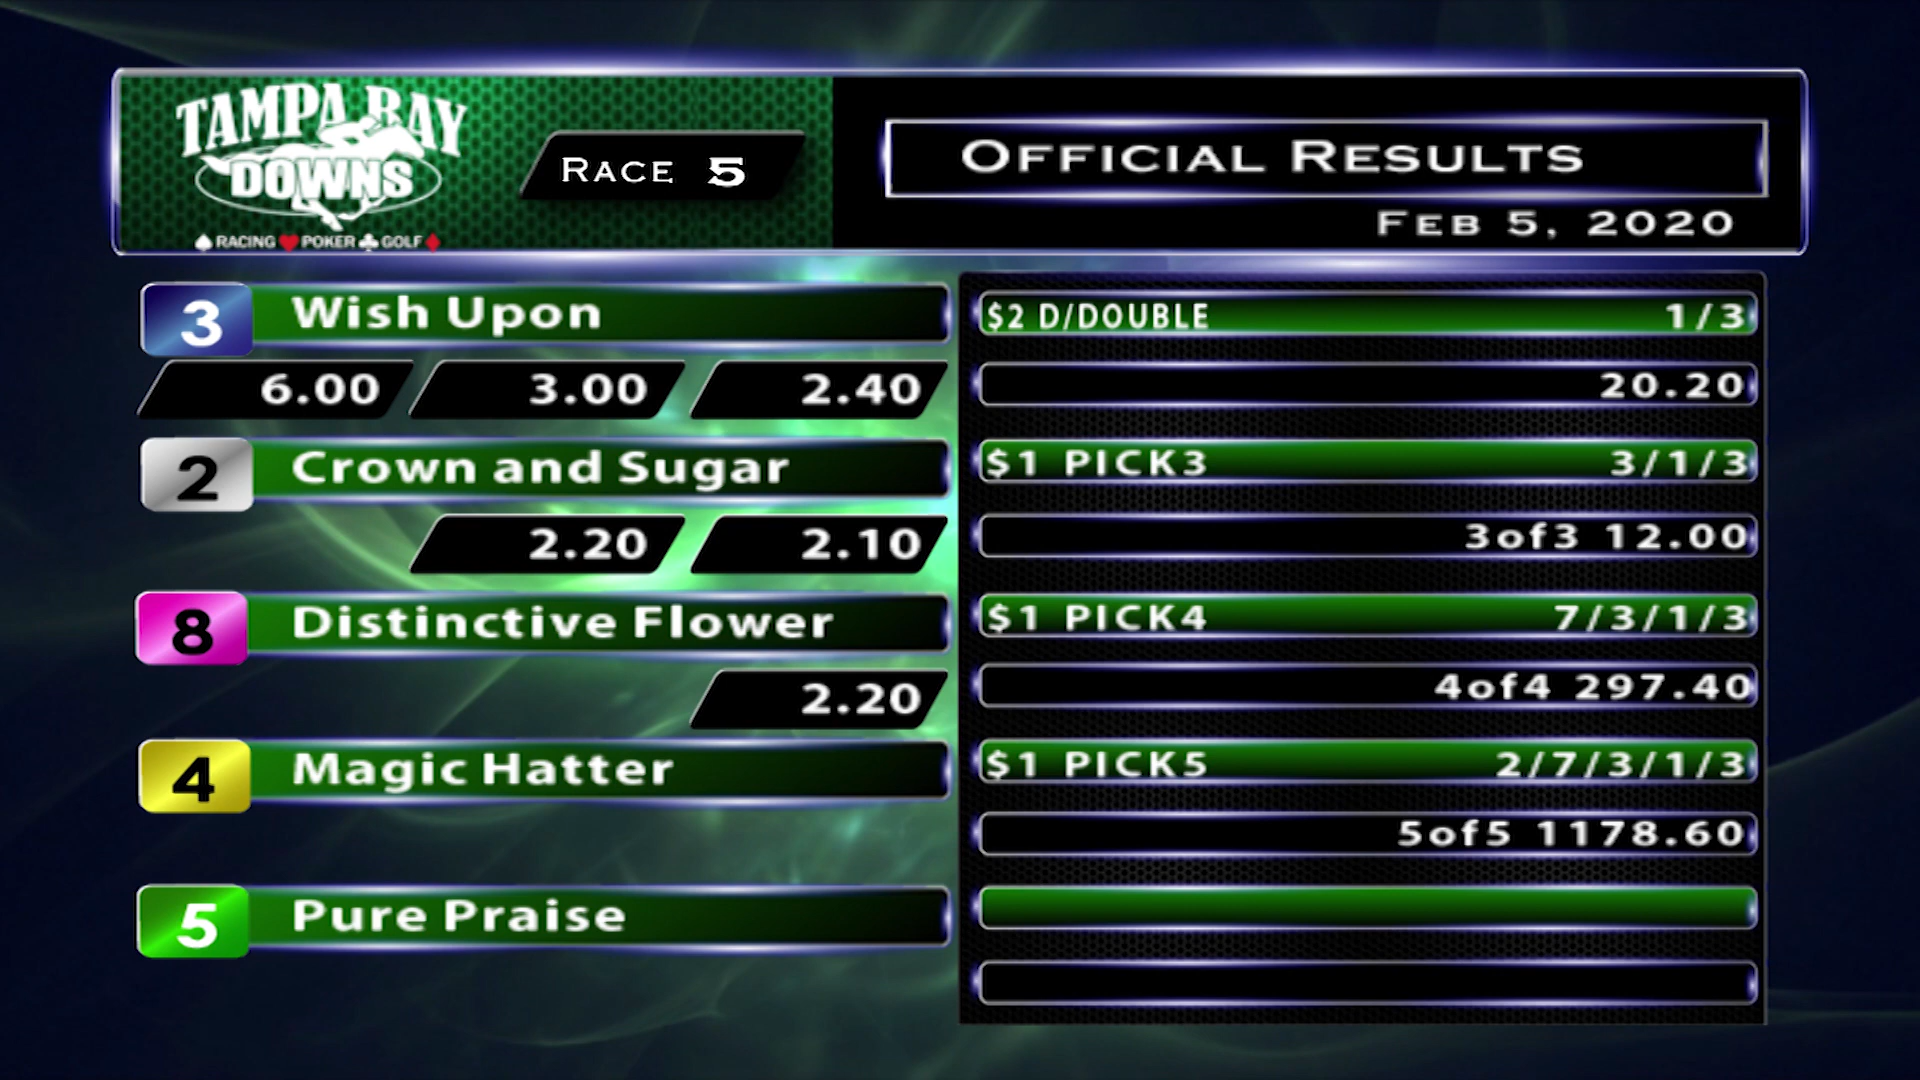 TAMPA BAY
DOWNS
RACING POKER GOLF
RACE 5
OFFICIAL RESULTS
FEB 5, 2020
3 Wish Upon
6.00 3.00 2.40
2 Crown and Sugar
2.20 2.10
8 Distinctive Flower
2.20
4 Magic Hatter
5 Pure Praise
$2 D/DOUBLE 1/3
20.20
$1 PICK3 3/1/3
3of3 12.00
$1 PICK4 7/3/1/3
4of4 297.40
$1 PICK5 2/7/3/1/3
5of5 1178.60